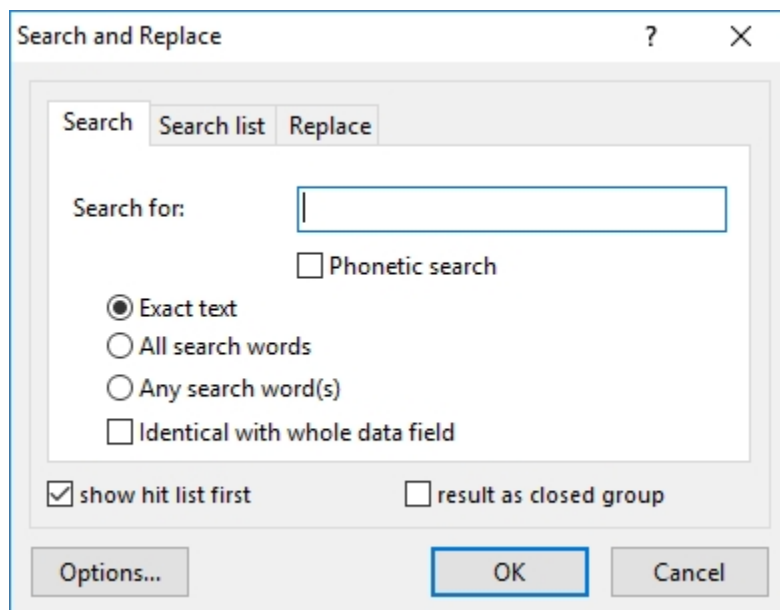 Search and Replace ?
Search Search list Replace
Search for:
Phonetic search
Exact text
All search words
Any search word(s)
Identical with whole data field
show hit list first result as closed group
Options... OK Cancel